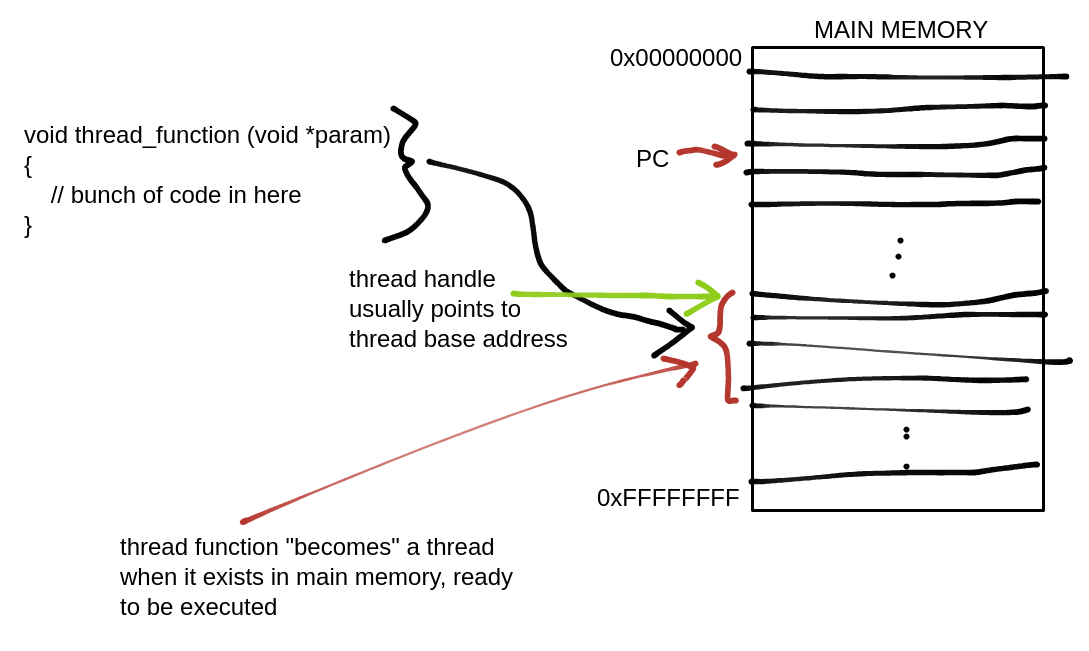 MAIN MEMORY
0x00000000
void thread_function (void *param)
{
// bunch of code in here
}
PC
thread handle
usually points to
thread base address
0xFFFFFFFF
thread function "becomes" a thread
when it exists in main memory, ready
to be executed